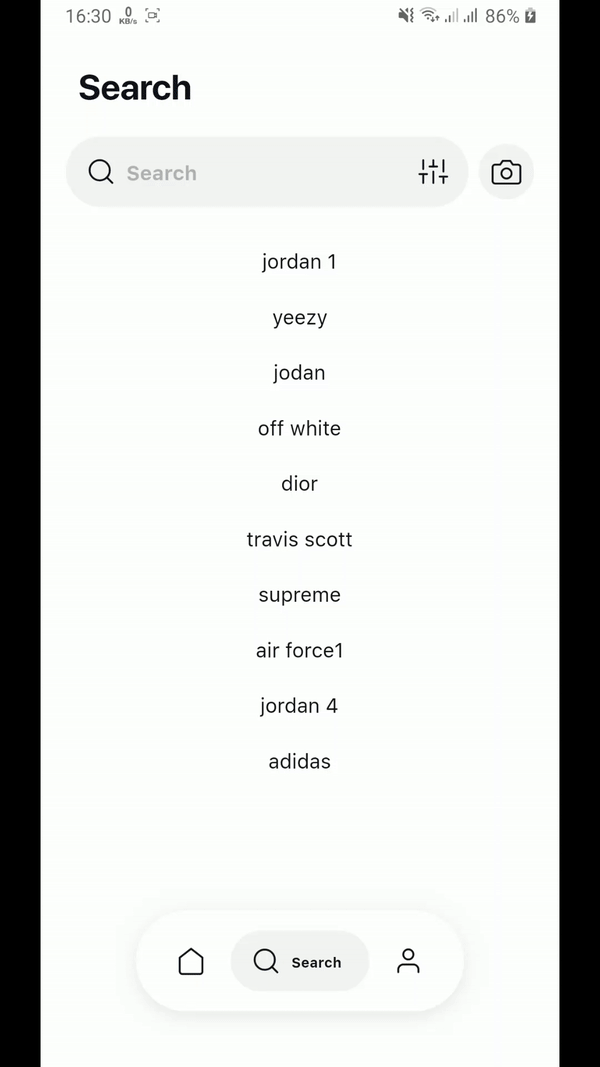 16:30 0 KB/s 86%
Search
Search
jordan 1
yeezy
jodan
off white
dior
travis scott
supreme
air force1
jordan 4
adidas
Search